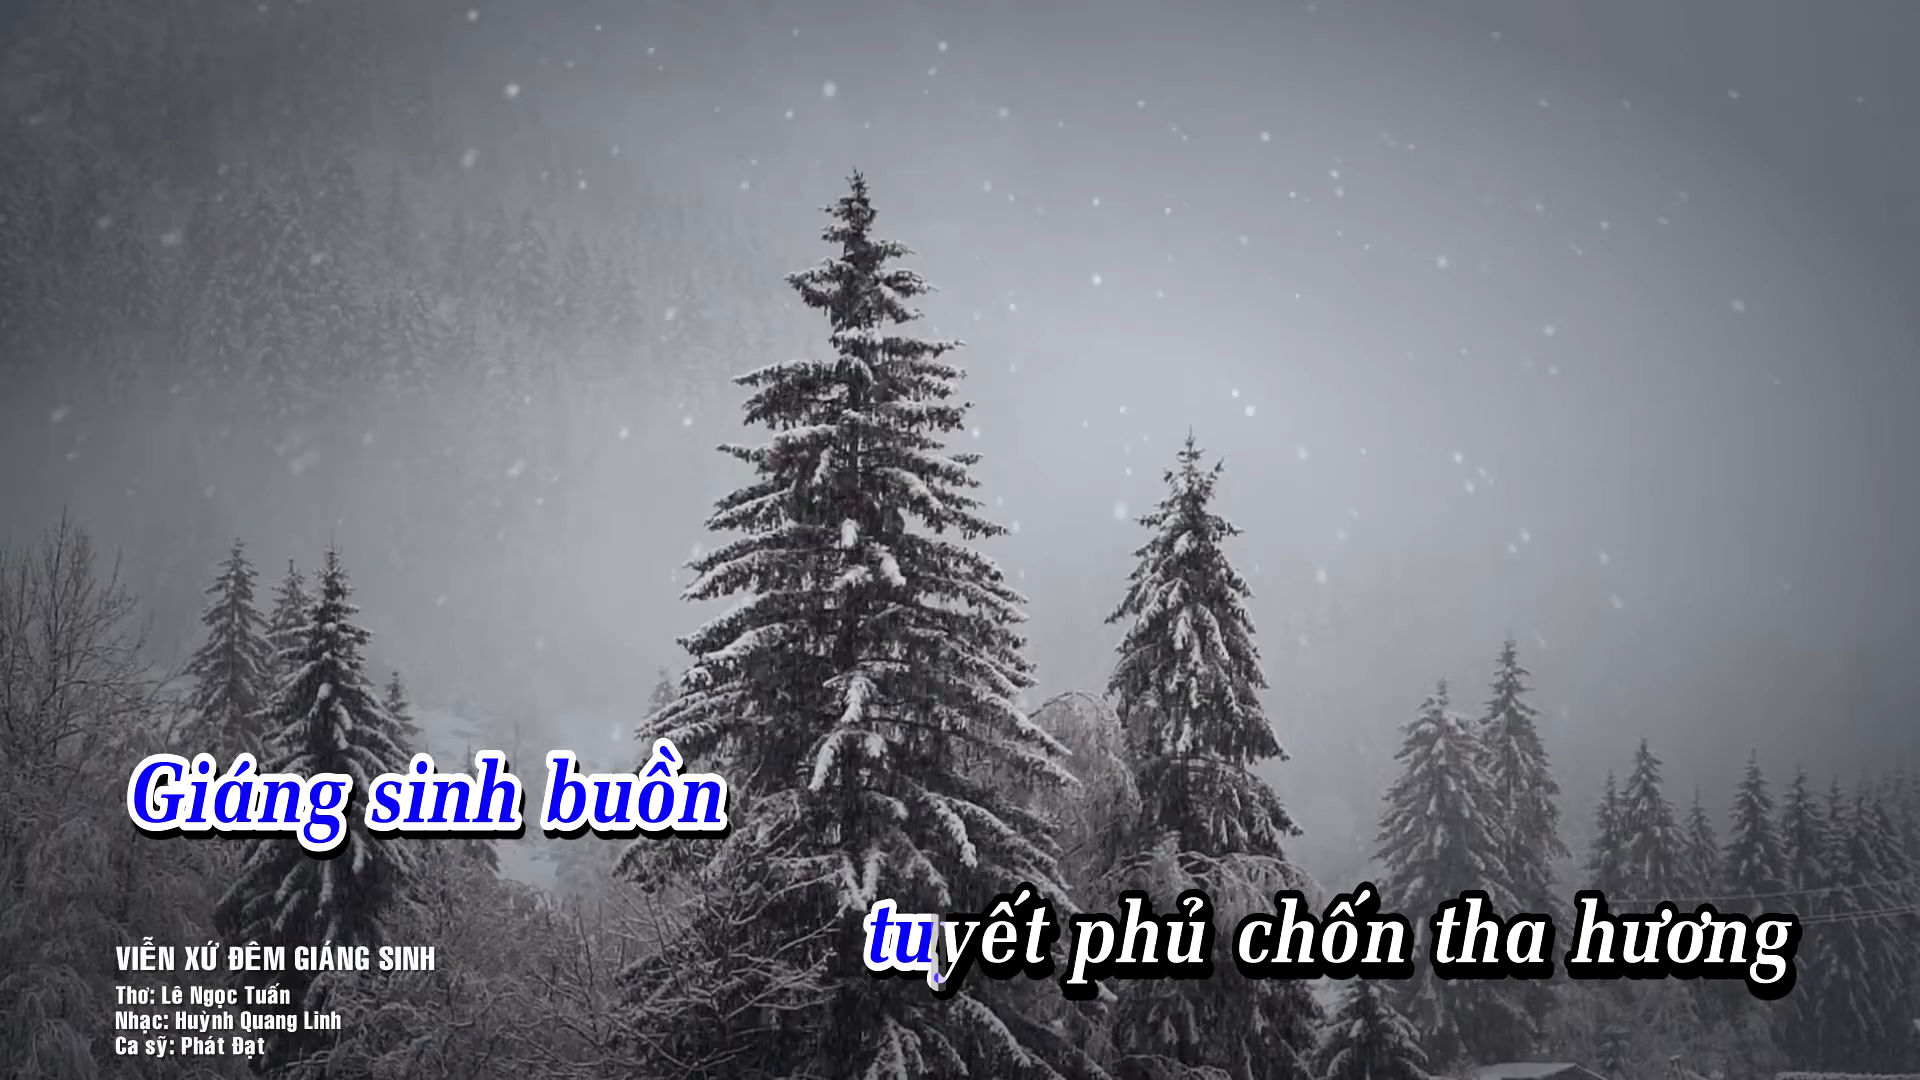 Giáng sinh buồn
tuyết phủ chốn tha hương
VIỄN XỨ ĐÊM GIÁNG SINH
Thơ: Lê Ngọc Tuấn
Nhạc: Huỳnh Quang Linh
Ca sỹ: Phát Đạt